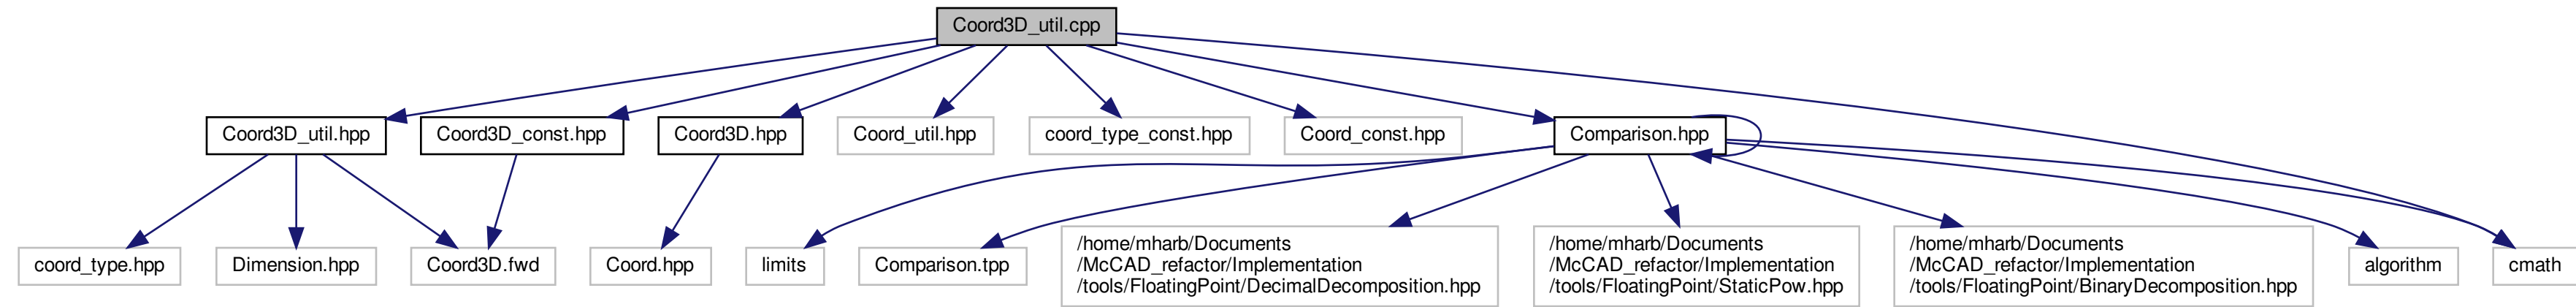 Coord3D_util.cpp
Coord3D_util.hpp
Coord3D_const.hpp
Coord3D.hpp
Coord_util.hpp
coord_type_const.hpp
Coord_const.hpp
Comparison.hpp
coord_type.hpp
Dimension.hpp
Coord3D.fwd
Coord.hpp
limits
Comparison.tpp
/home/mharb/Documents
/McCAD_refactor/Implementation
/tools/FloatingPoint/DecimalDecomposition.hpp
/home/mharb/Documents
/McCAD_refactor/Implementation
/tools/FloatingPoint/StaticPow.hpp
/home/mharb/Documents
/McCAD_refactor/Implementation
/tools/FloatingPoint/BinaryDecomposition.hpp
algorithm
cmath